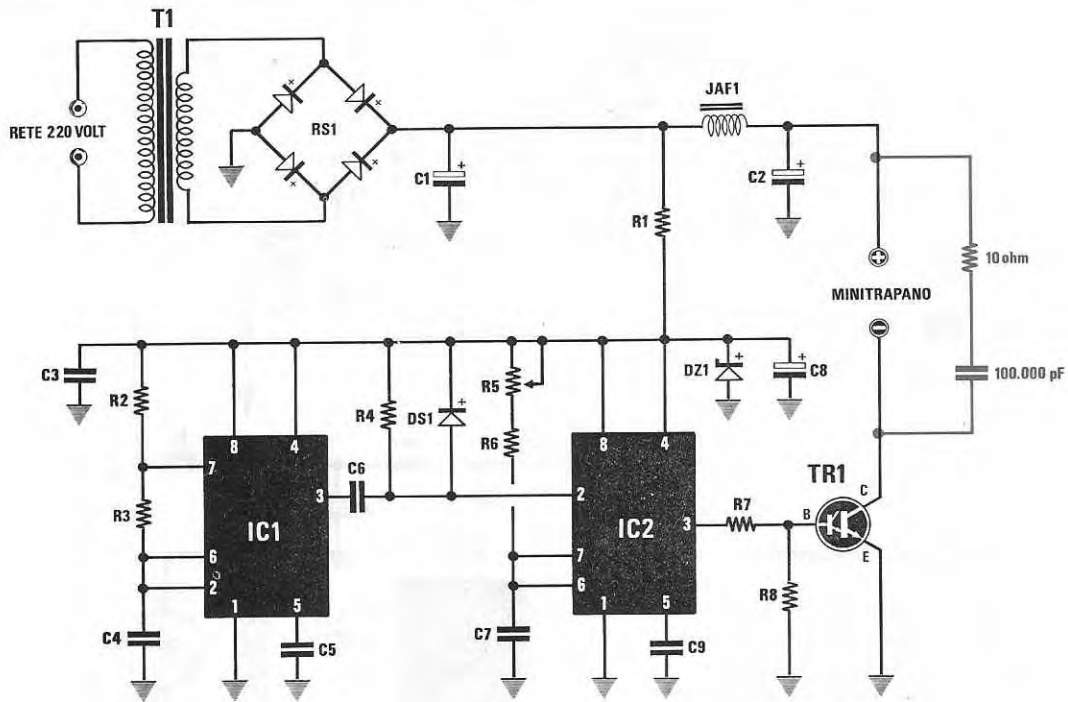 T1
RETE 220 VOLT
RS1
C1
+
JAF1
C2
+
R1
10 ohm
MINITRAPANO
100.000 pF
C3
R2
R4
DS1
+
R5
R6
DZ1
+
C8
+
8
4
7
3
C6
R3
IC1
6
2
1
5
C4
C5
8
4
2
IC2
3
7
6
1
5
C7
C9
R7
R8
TR1
B
C
E